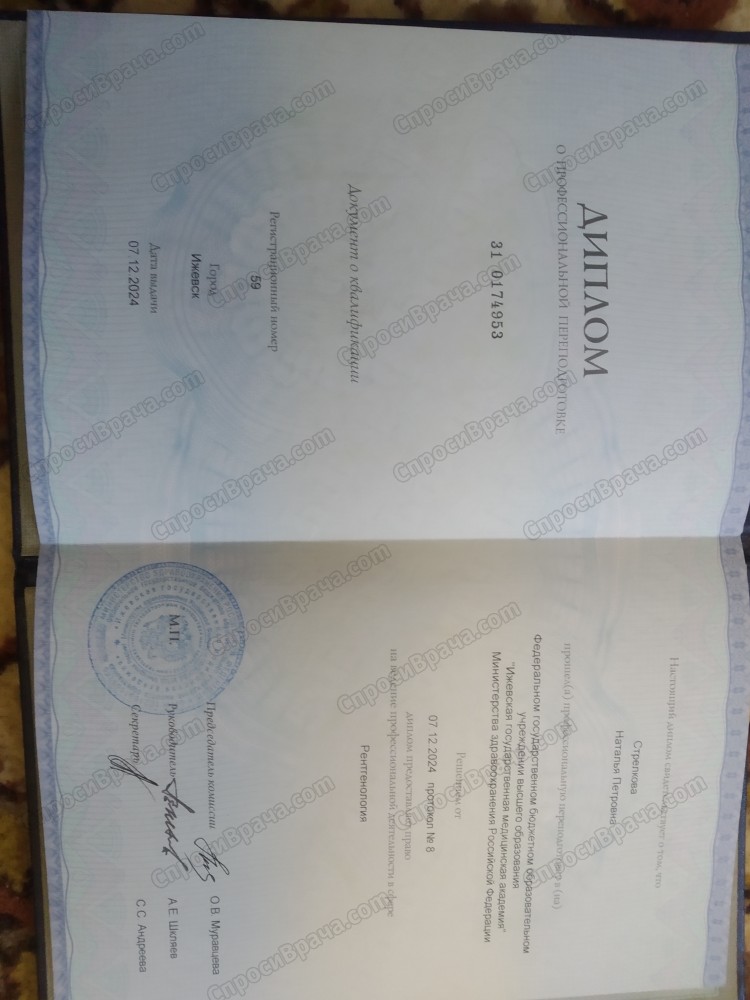 ДИПЛОМ
О ПРОФЕССИОНАЛЬНОЙ ПЕРЕПОДГОТОВКЕ
31 0174953
Документ о квалификации
Регистрационный номер
59
Город
Ижевск
Дата выдачи
07.12.2024
Настоящий диплом свидетельствует о том, что
Стрелкова
Наталья Петровна
прошел(а) профессиональную переподготовку в (на)
Федеральном государственном бюджетном образовательном
учреждении высшего образования
"Ижевская государственная медицинская академия"
Министерства здравоохранения Российской Федерации
Решением от
07.12.2024 протокол № 8
диплом предоставляет право
на ведение профессиональной деятельности в сфере
Рентгенология
Председатель комиссии О.В. Муравцева
М.П. Руководитель А.Е. Шкляев
Секретарь С.С. Андреева
СпросиВрача.com